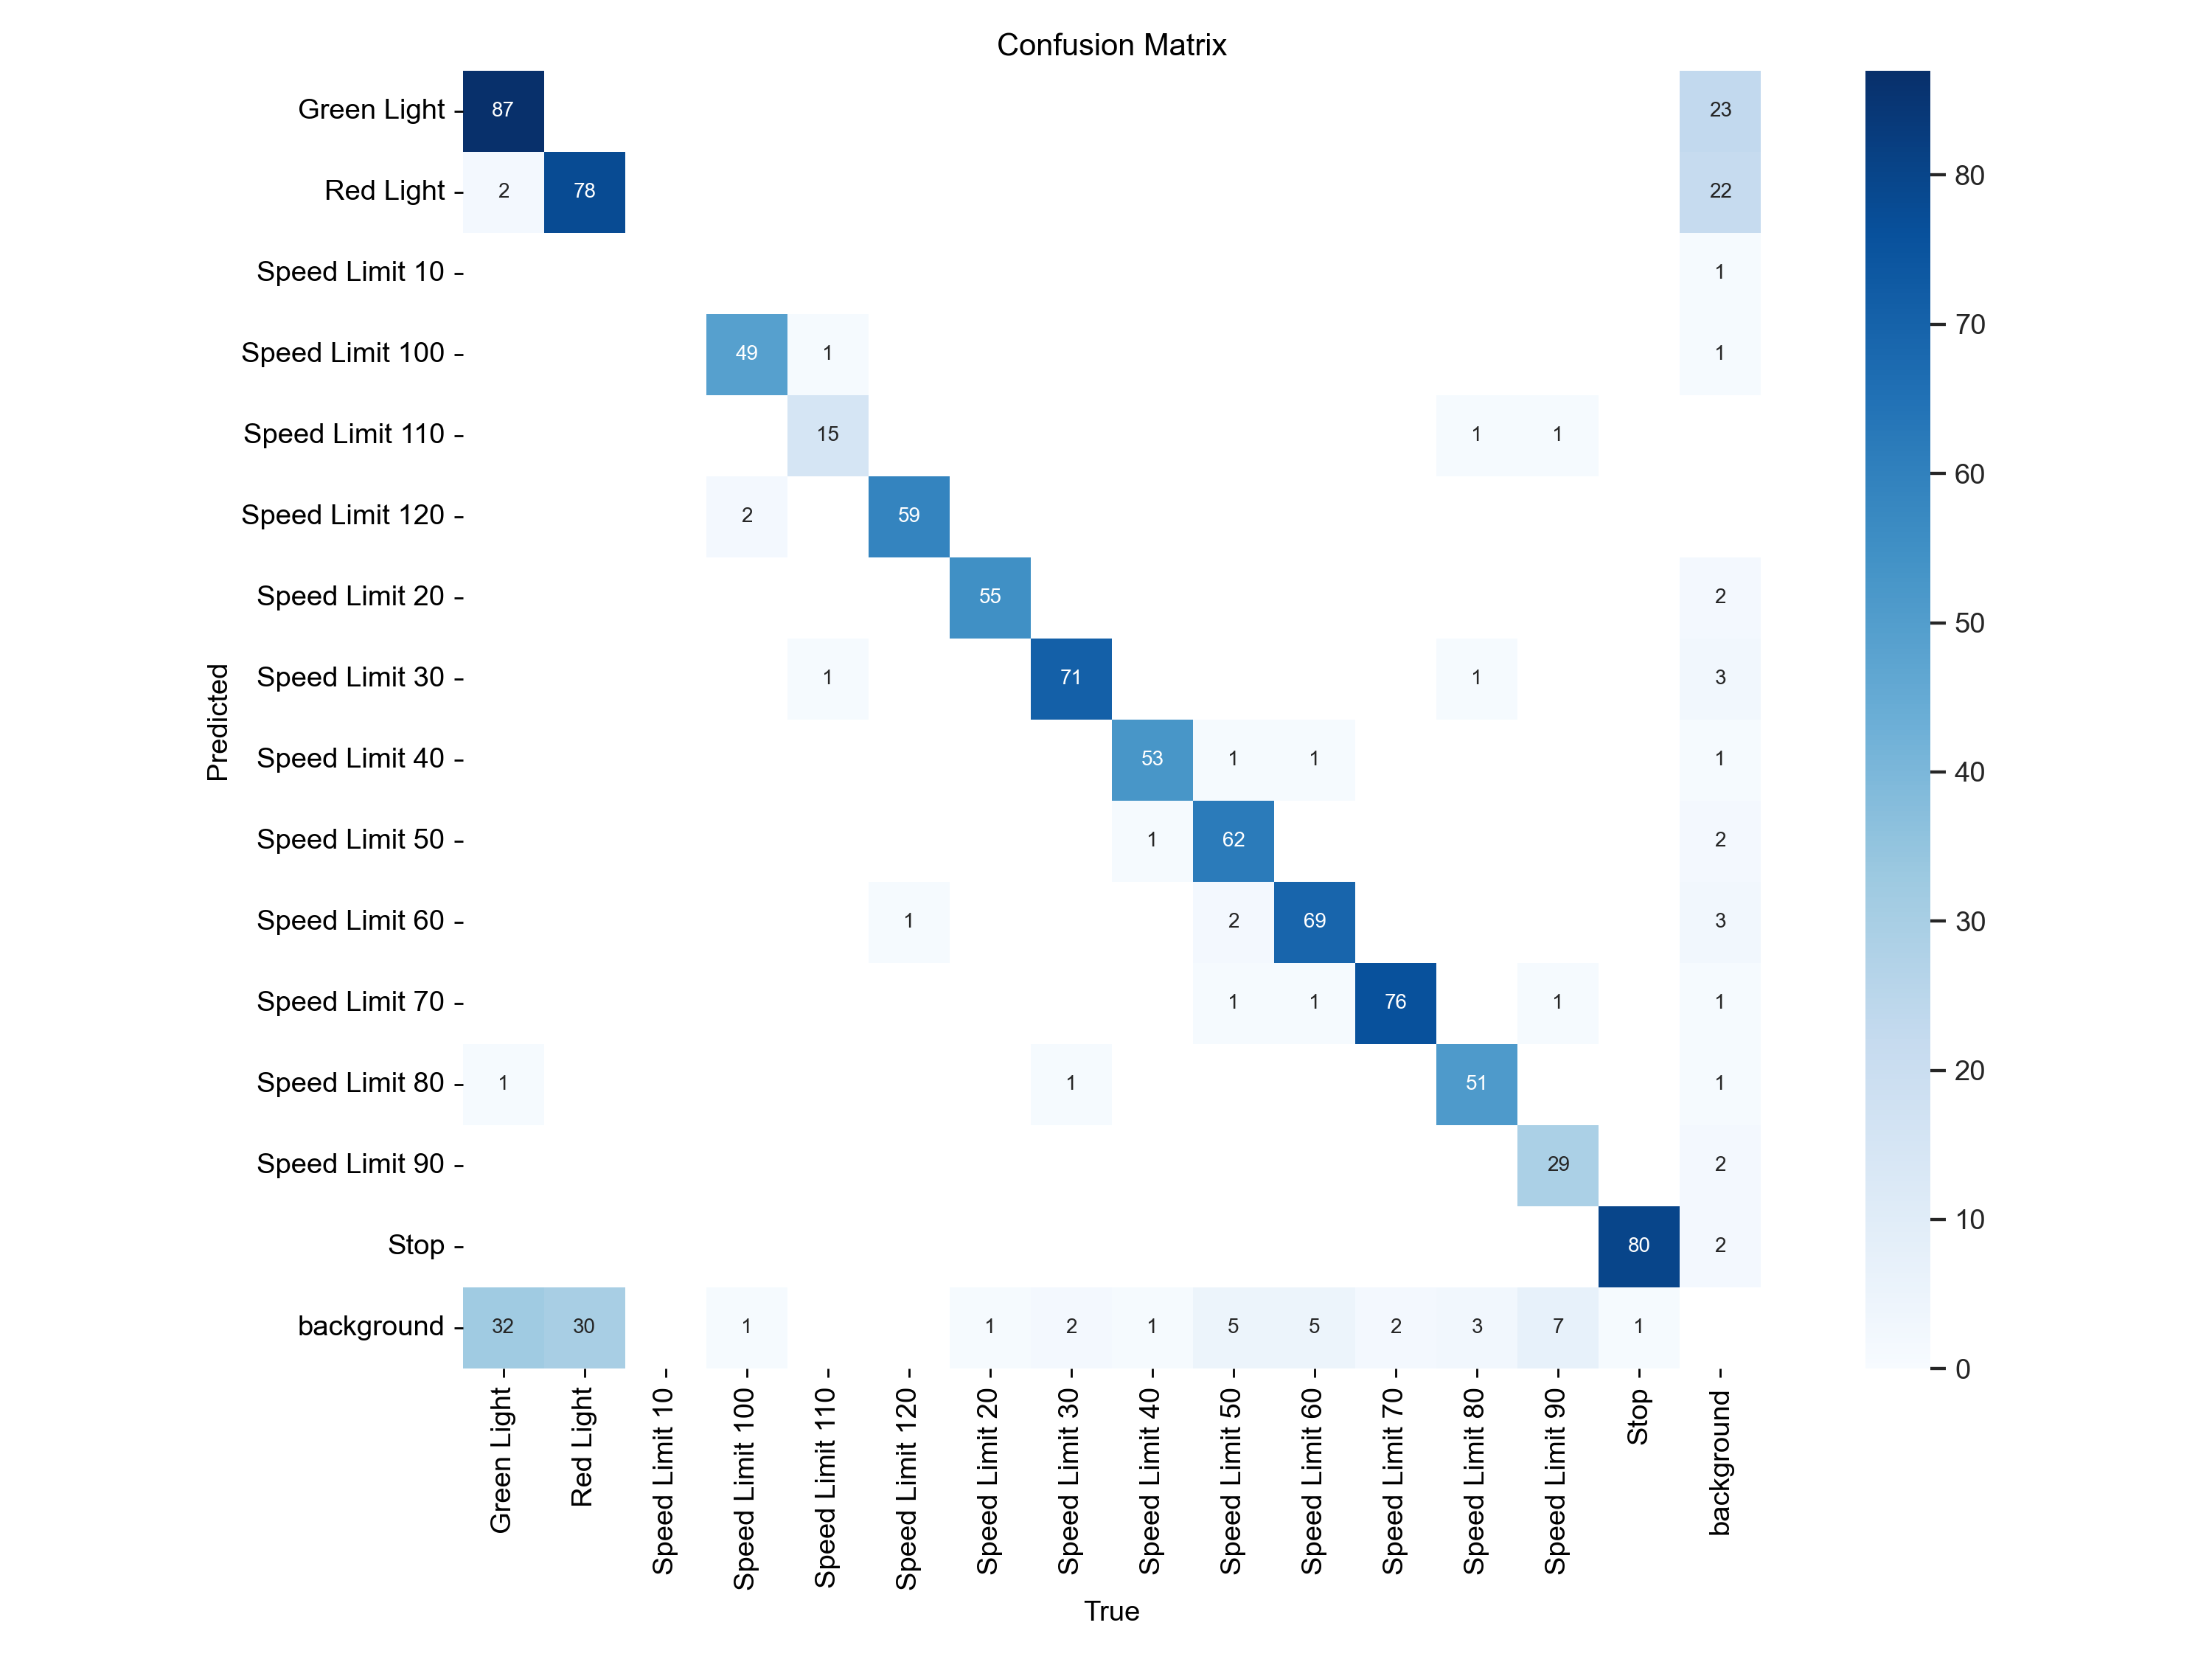 Confusion Matrix
Green Light 87 23
Red Light 2 78 22
Speed Limit 10 1
Speed Limit 100 49 1 1
Speed Limit 110 15 1 1
Speed Limit 120 2 59
Speed Limit 20 55 2
Speed Limit 30 1 71 1 3
Speed Limit 40 53 1 1 1
Speed Limit 50 1 62 2
Speed Limit 60 1 2 69 3
Speed Limit 70 1 1 76 1 1
Speed Limit 80 1 1 51 1
Speed Limit 90 29 2
Stop 80 2
background 32 30 1 1 2 1 5 5 2 3 7 1
Predicted
Green Light
Red Light
Speed Limit 10
Speed Limit 100
Speed Limit 110
Speed Limit 120
Speed Limit 20
Speed Limit 30
Speed Limit 40
Speed Limit 50
Speed Limit 60
Speed Limit 70
Speed Limit 80
Speed Limit 90
Stop
background
True
80
70
60
50
40
30
20
10
0